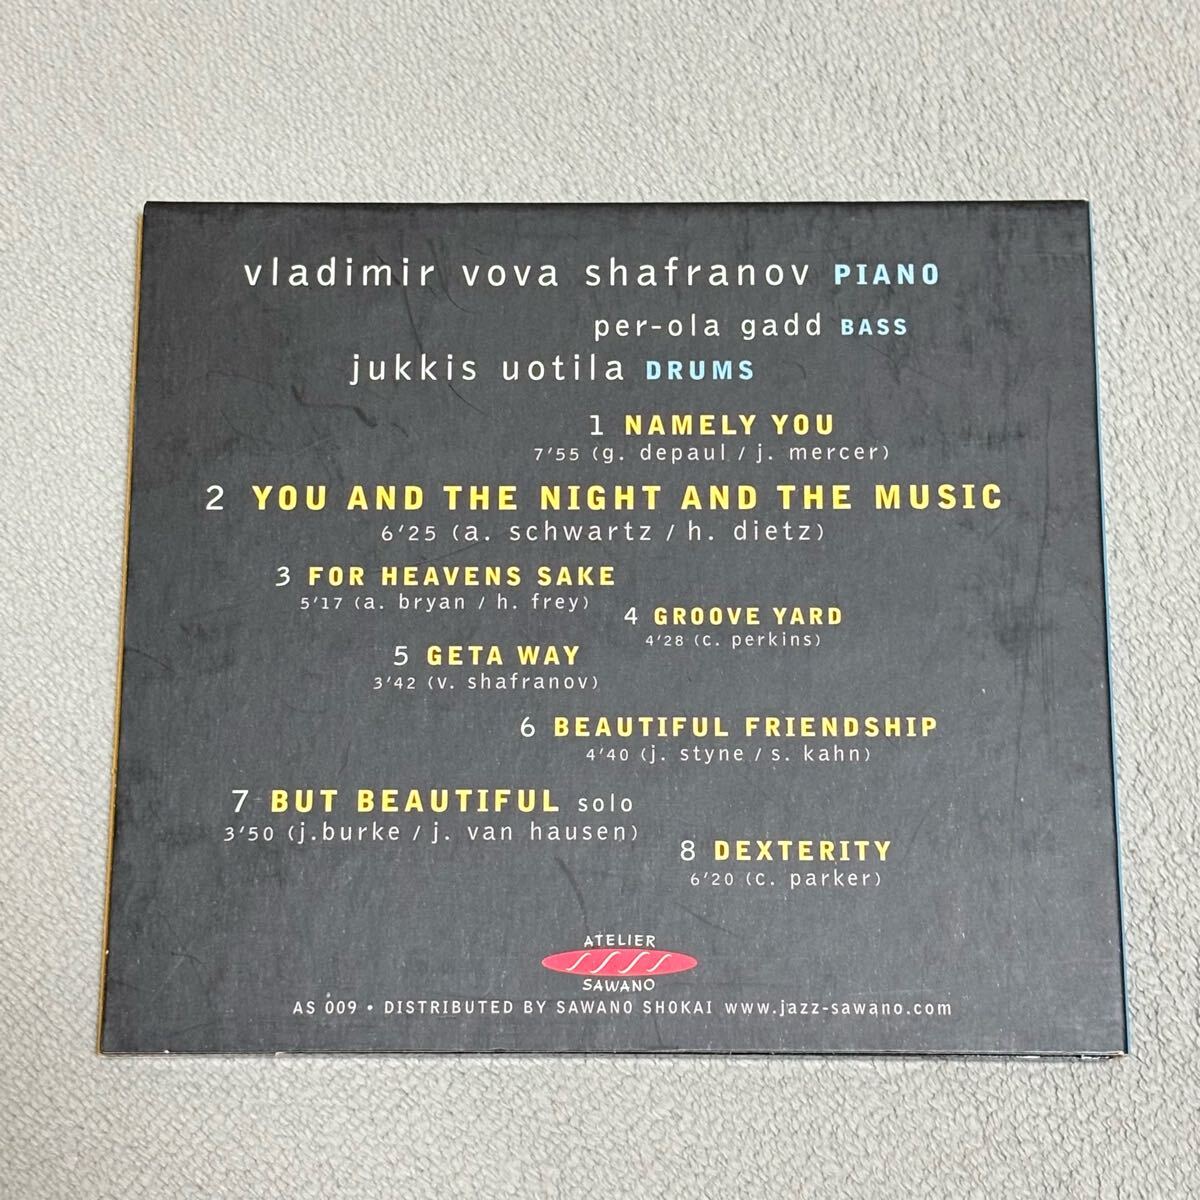 vladimir vova shafranov PIANO
per-ola gadd BASS
jukkis uotila DRUMS
1 NAMELY YOU
7'55 (g. depaul / j. mercer)
2 YOU AND THE NIGHT AND THE MUSIC
6'25 (a. schwartz / h. dietz)
3 FOR HEAVENS SAKE
5'17 (a. bryan / h. frey)
4 GROOVE YARD
4'28 (c. perkins)
5 GETA WAY
3'42 (v. shafranov)
6 BEAUTIFUL FRIENDSHIP
4'40 (j. styne / s. kahn)
7 BUT BEAUTIFUL solo
3'50 (j.burke / j. van hausen)
8 DEXTERITY
6'20 (c. parker)
ATELIER
SAWANO
AS 009 • DISTRIBUTED BY SAWANO SHOKAI www.jazz-sawano.com